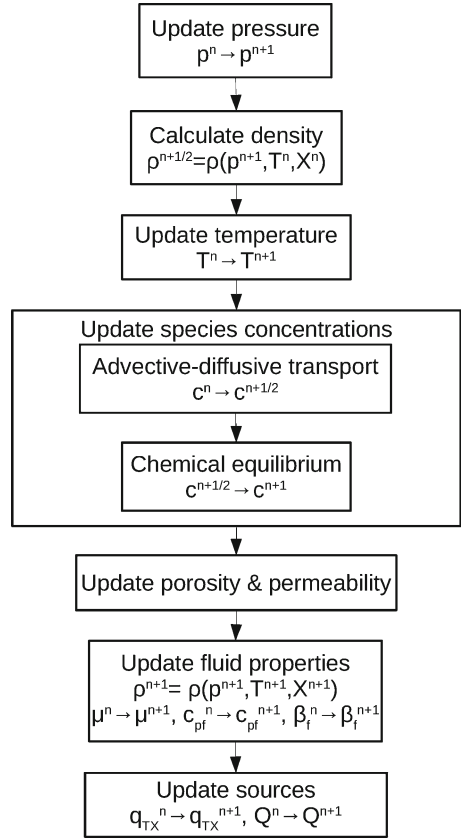 Update pressure
pⁿ→pⁿ⁺¹
Calculate density
ρⁿ⁺¹ᐟ²=ρ(pⁿ⁺¹,Tⁿ,Xⁿ)
Update temperature
Tⁿ→Tⁿ⁺¹
Update species concentrations
Advective-diffusive transport
cⁿ→cⁿ⁺¹ᐟ²
Chemical equilibrium
cⁿ⁺¹ᐟ²→cⁿ⁺¹
Update porosity & permeability
Update fluid properties
ρⁿ⁺¹= ρ(pⁿ⁺¹,Tⁿ⁺¹,Xⁿ⁺¹)
μⁿ→μⁿ⁺¹, c_pfⁿ→c_pfⁿ⁺¹, β_fⁿ→β_fⁿ⁺¹
Update sources
q_TXⁿ→q_TXⁿ⁺¹, Qⁿ→Qⁿ⁺¹